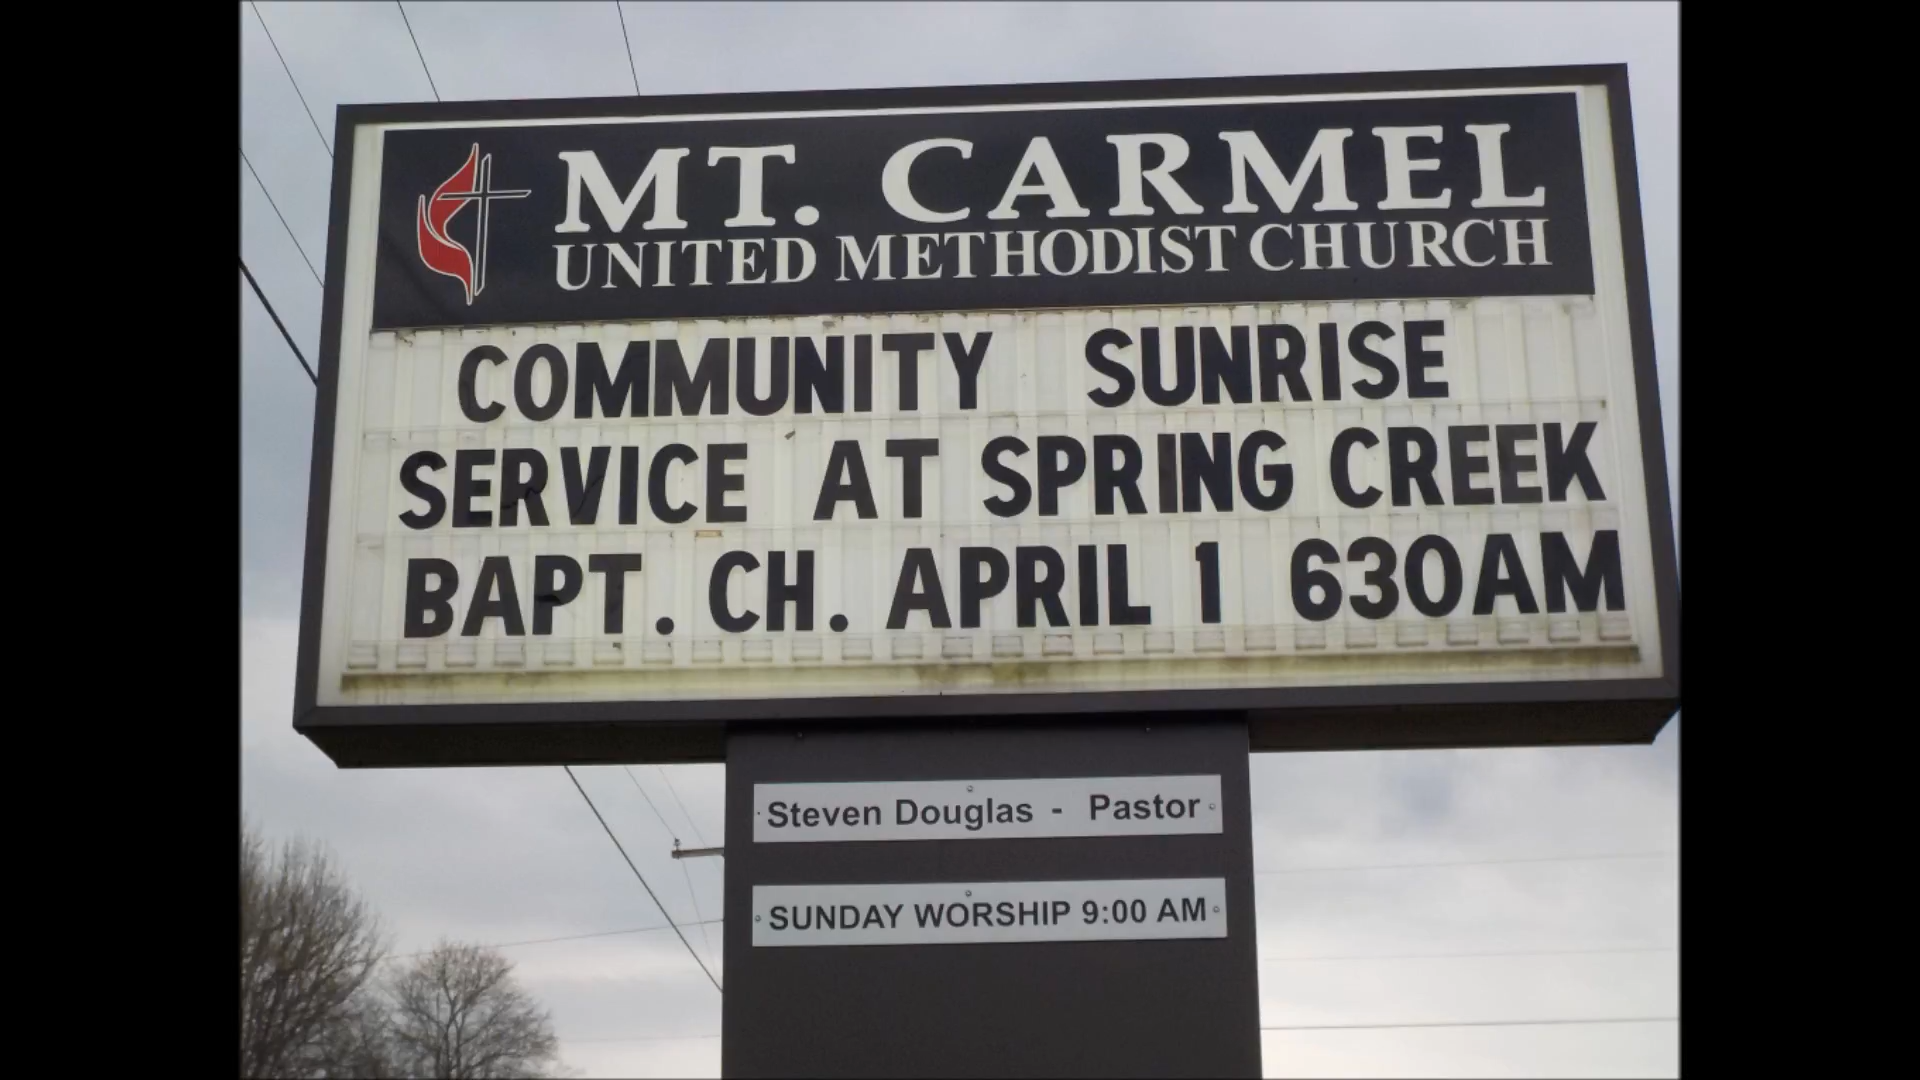 MT. CARMEL
UNITED METHODIST CHURCH
COMMUNITY SUNRISE
SERVICE AT SPRING CREEK
BAPT. CH. APRIL 1 630AM
Steven Douglas - Pastor
SUNDAY WORSHIP 9:00 AM